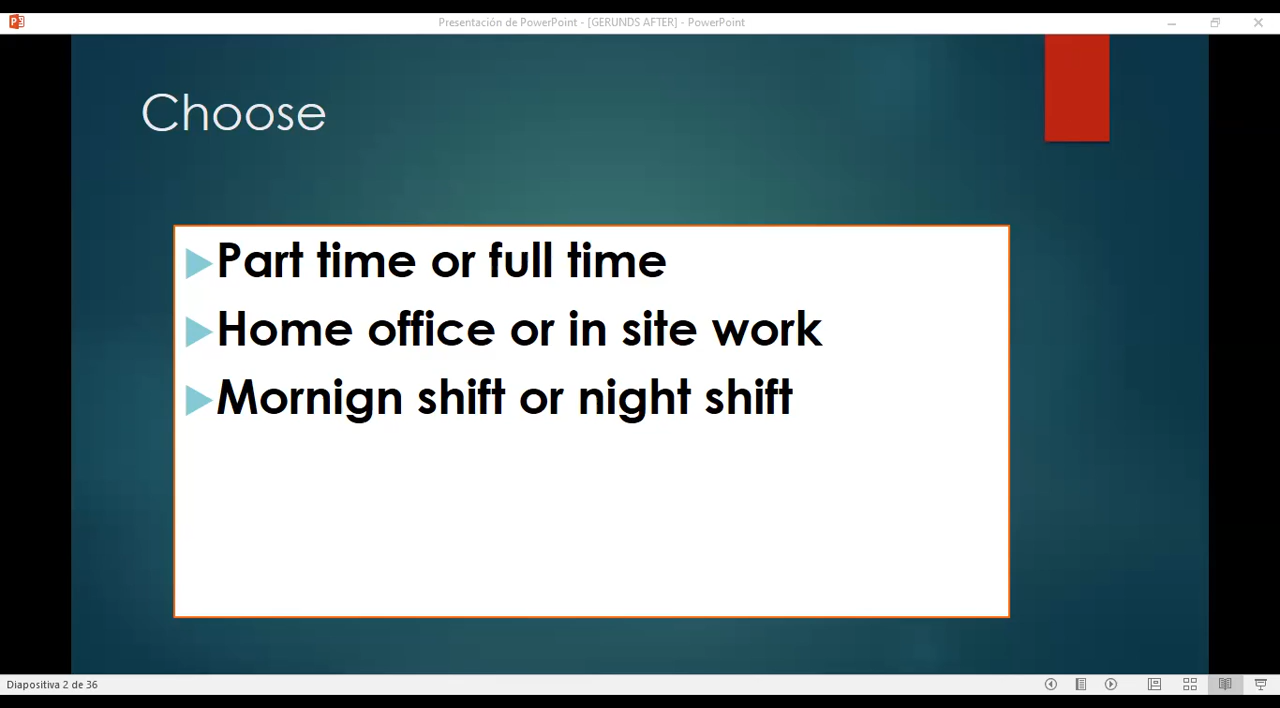 Presentación de PowerPoint - [GERUNDS AFTER] - PowerPoint
Choose
Part time or full time
Home office or in site work
Mornign shift or night shift
Diapositiva 2 de 36